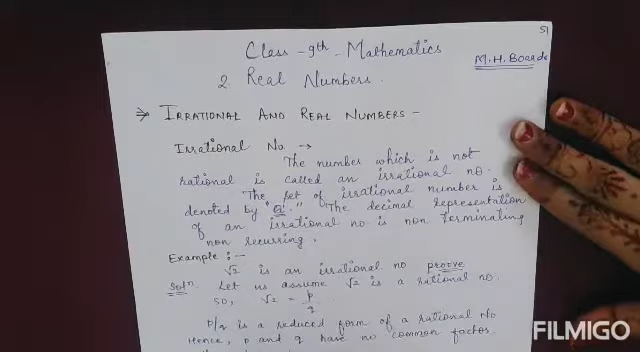 51
Class - 9th - Mathematics
M.H. Board
2. Real Numbers.
⇒ IRRATIONAL AND REAL NUMBERS -
Irrational No →
The number which is not
rational is called an irrational no.
The set of irrational number is
denoted by "Q'" The decimal representation
of an irrational no is non terminating
non recurring.
Example :-
√2 is an irrational no proove
Solⁿ. Let us assume √2 is a rational no.
SO, √2 = p/q
P/q is a reduced form of a rational No
Hence, p and q have no common factor.
FILMIGO